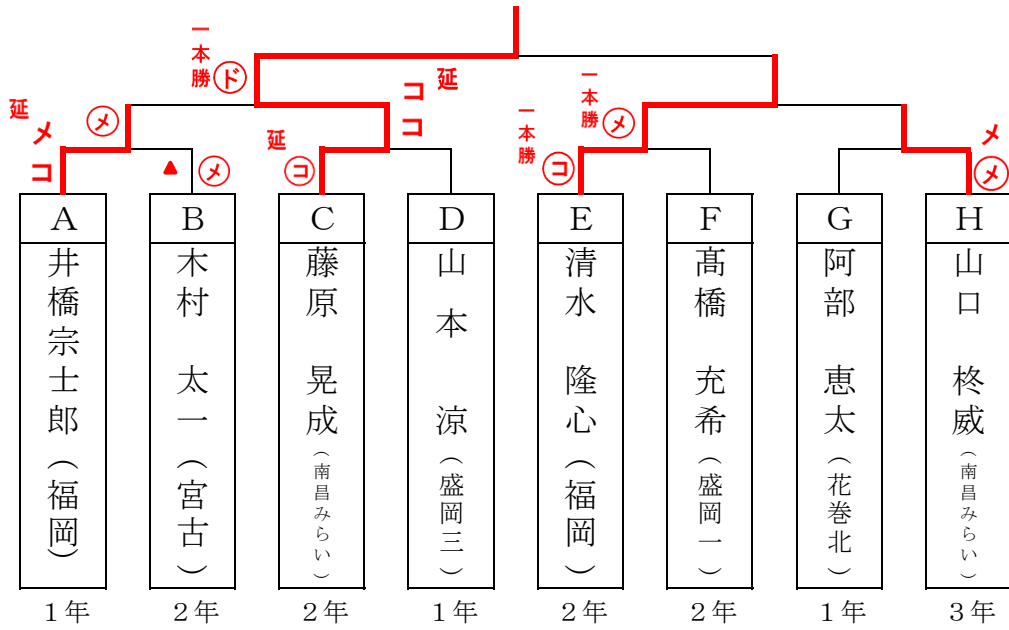 一本勝 ㋣゙
延 ココ
一本勝 ㋱
延 メコ
㋱
▲ ㋱
延 ㋙
一本勝 ㋙
メ㋱
A B C D E F G H
井橋宗士郎(福岡)
木村 太一(宮古)
藤原 晃成(南昌みらい)
山本 涼(盛岡三)
清水 隆心(福岡)
髙橋 充希(盛岡一)
阿部 恵太(花巻北)
山口 柊威(南昌みらい)
1年 2年 2年 1年 2年 2年 1年 3年